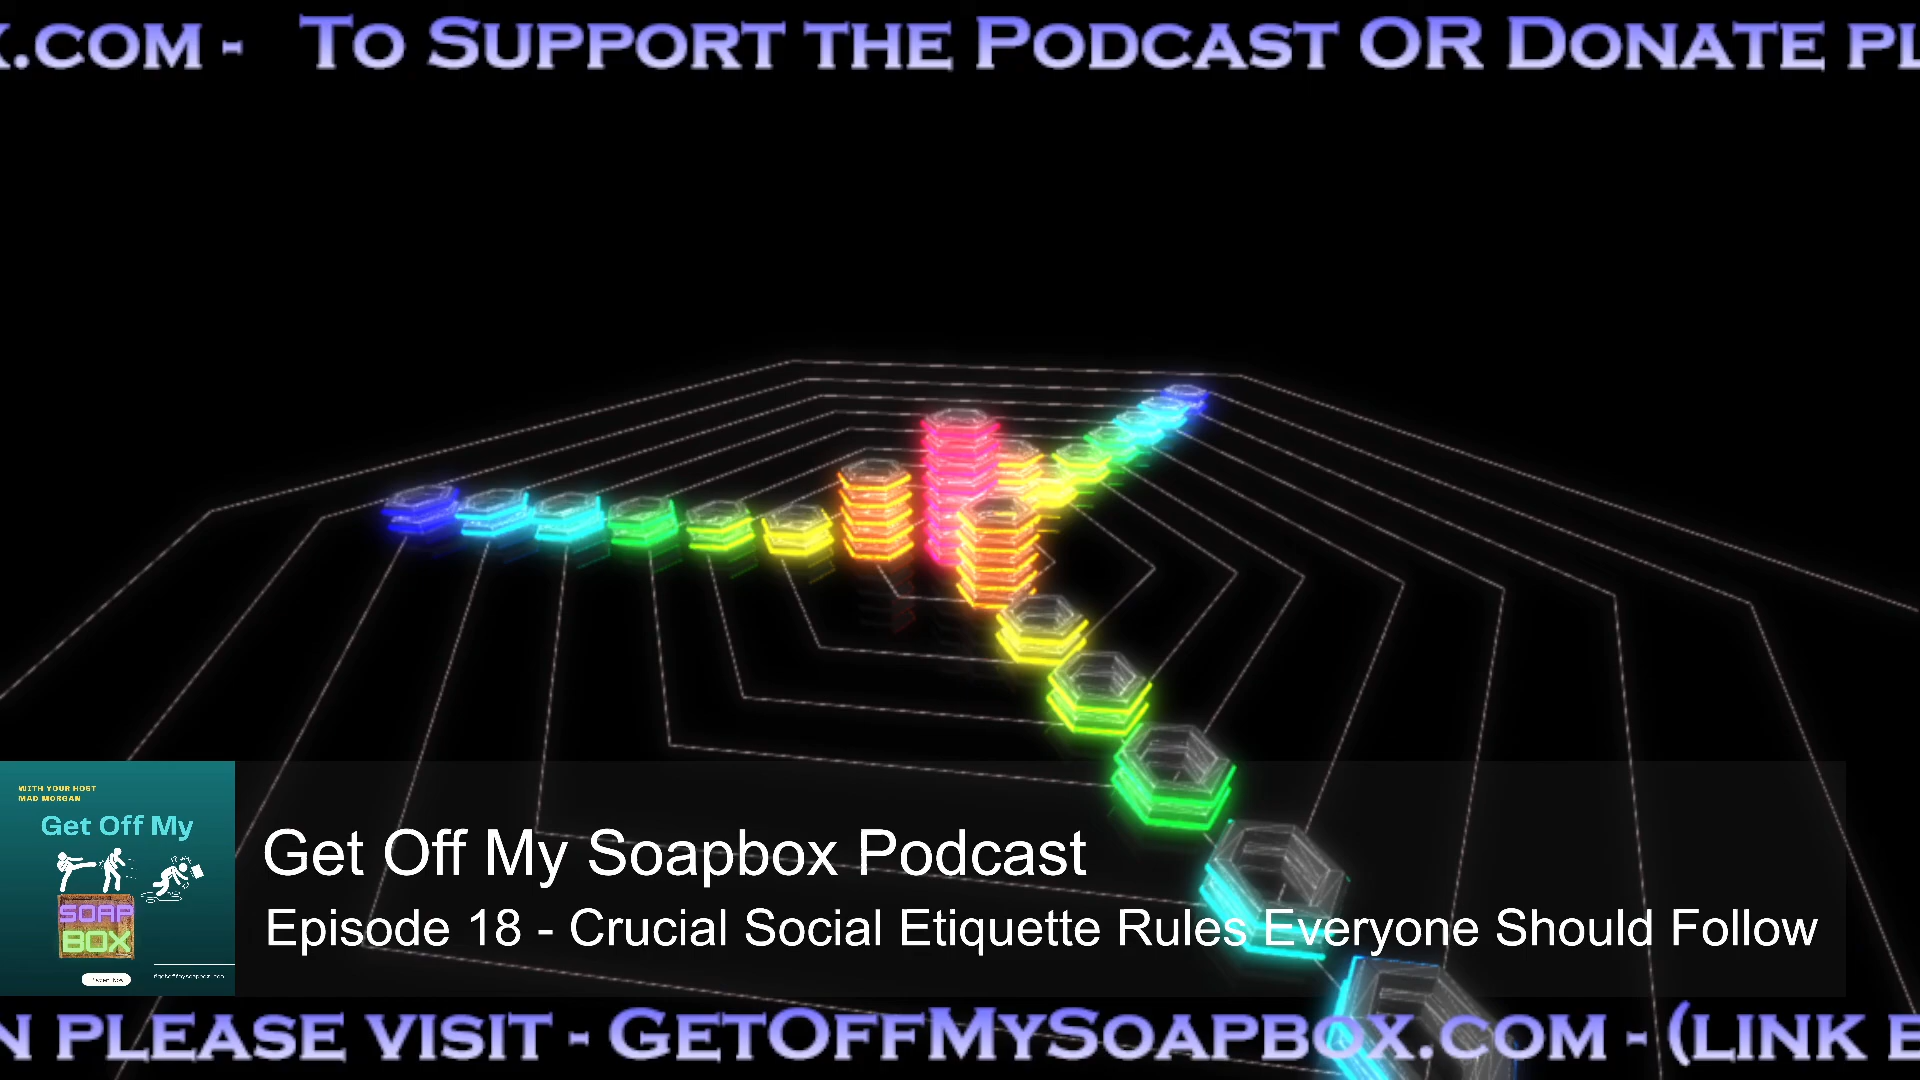 .COM - TO SUPPORT THE PODCAST OR DONATE PL
WITH YOUR HOST
MAD MORGAN
Get Off My
SOAP
BOX
Get Off My Soapbox Podcast
Episode 18 - Crucial Social Etiquette Rules Everyone Should Follow
N PLEASE VISIT - GETOFFMYSOAPBOX.COM - (LINK